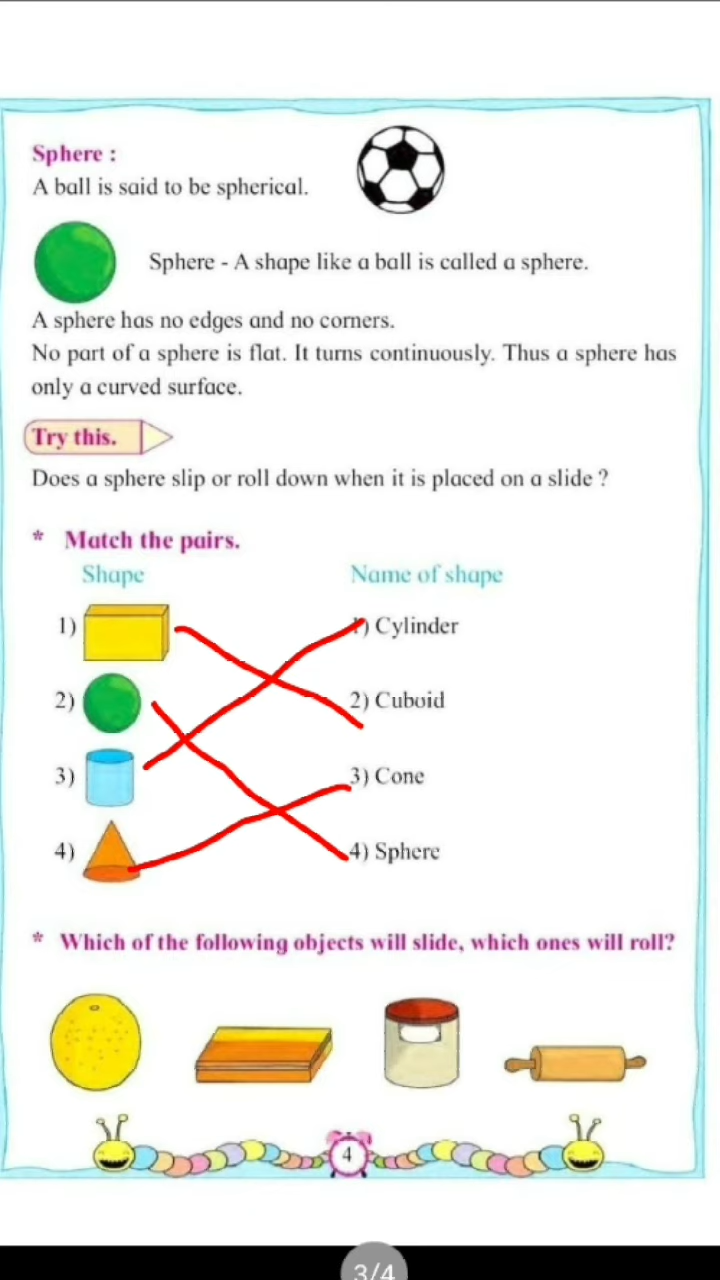 Sphere :
A ball is said to be spherical.
Sphere - A shape like a ball is called a sphere.
A sphere has no edges and no corners.
No part of a sphere is flat. It turns continuously. Thus a sphere has
only a curved surface.
Try this.
Does a sphere slip or roll down when it is placed on a slide ?
* Match the pairs.
Shape Name of shape
1) 1) Cylinder
2) 2) Cuboid
3) 3) Cone
4) 4) Sphere
* Which of the following objects will slide, which ones will roll?
4
3/4